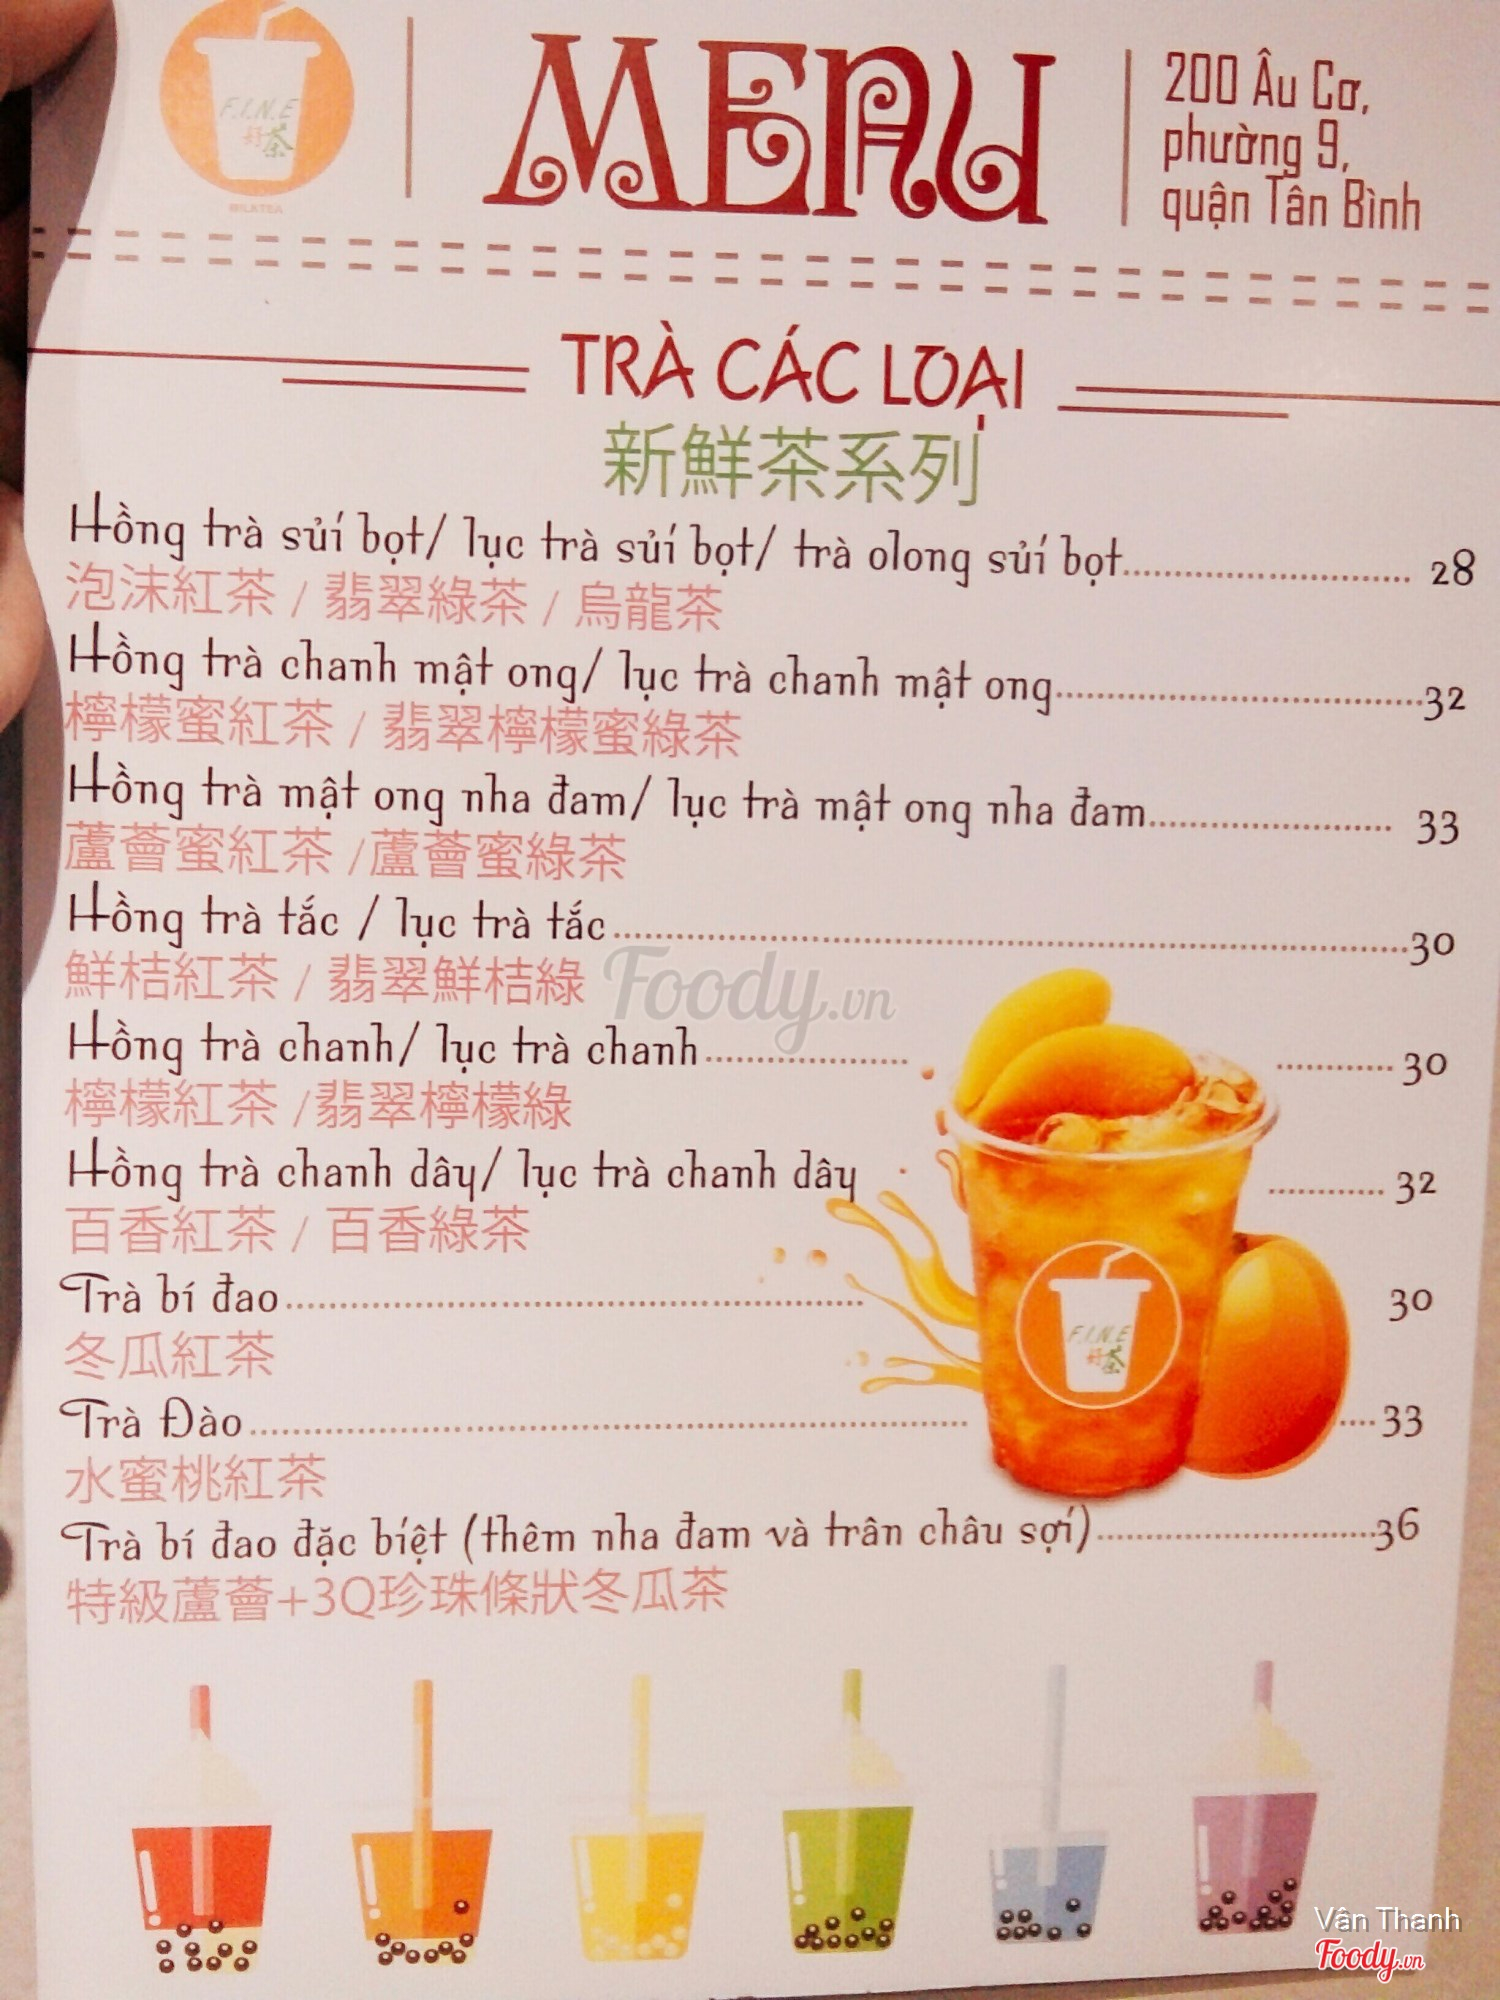 F.I.N.E
好茶
MILKTEA
MENU
200 Âu Cơ,
phường 9,
quận Tân Bình
TRÀ CÁC LOẠI
新鮮茶系列
Hồng trà sủi bọt/ lục trà sủi bọt/ trà olong sủi bọt.............................. 28
泡沫紅茶 / 翡翠綠茶 / 烏龍茶
Hồng trà chanh mật ong/ lục trà chanh mật ong........................................32
檸檬蜜紅茶 / 翡翠檸檬蜜綠茶
Hồng trà mật ong nha đam/ lục trà mật ong nha đam.......................... 33
蘆薈蜜紅茶 /蘆薈蜜綠茶
Hồng trà tắc / lục trà tắc........................................................................................30
鮮桔紅茶 / 翡翠鮮桔綠
Foody.vn
Hồng trà chanh/ lục trà chanh...................... ............. 30
檸檬紅茶 /翡翠檸檬綠
Hồng trà chanh dây/ lục trà chanh dây ............. 32
百香紅茶 / 百香綠茶
Trà bí đao................................................................ 30
冬瓜紅茶
F.I.N.E
好茶
Trà Đào................................................................................ ....33
水蜜桃紅茶
Trà bí đao đặc biệt (thêm nha đam và trân châu sợi)...............................36
特級蘆薈+3Q珍珠條狀冬瓜茶
Vân Thanh
Foody.vn